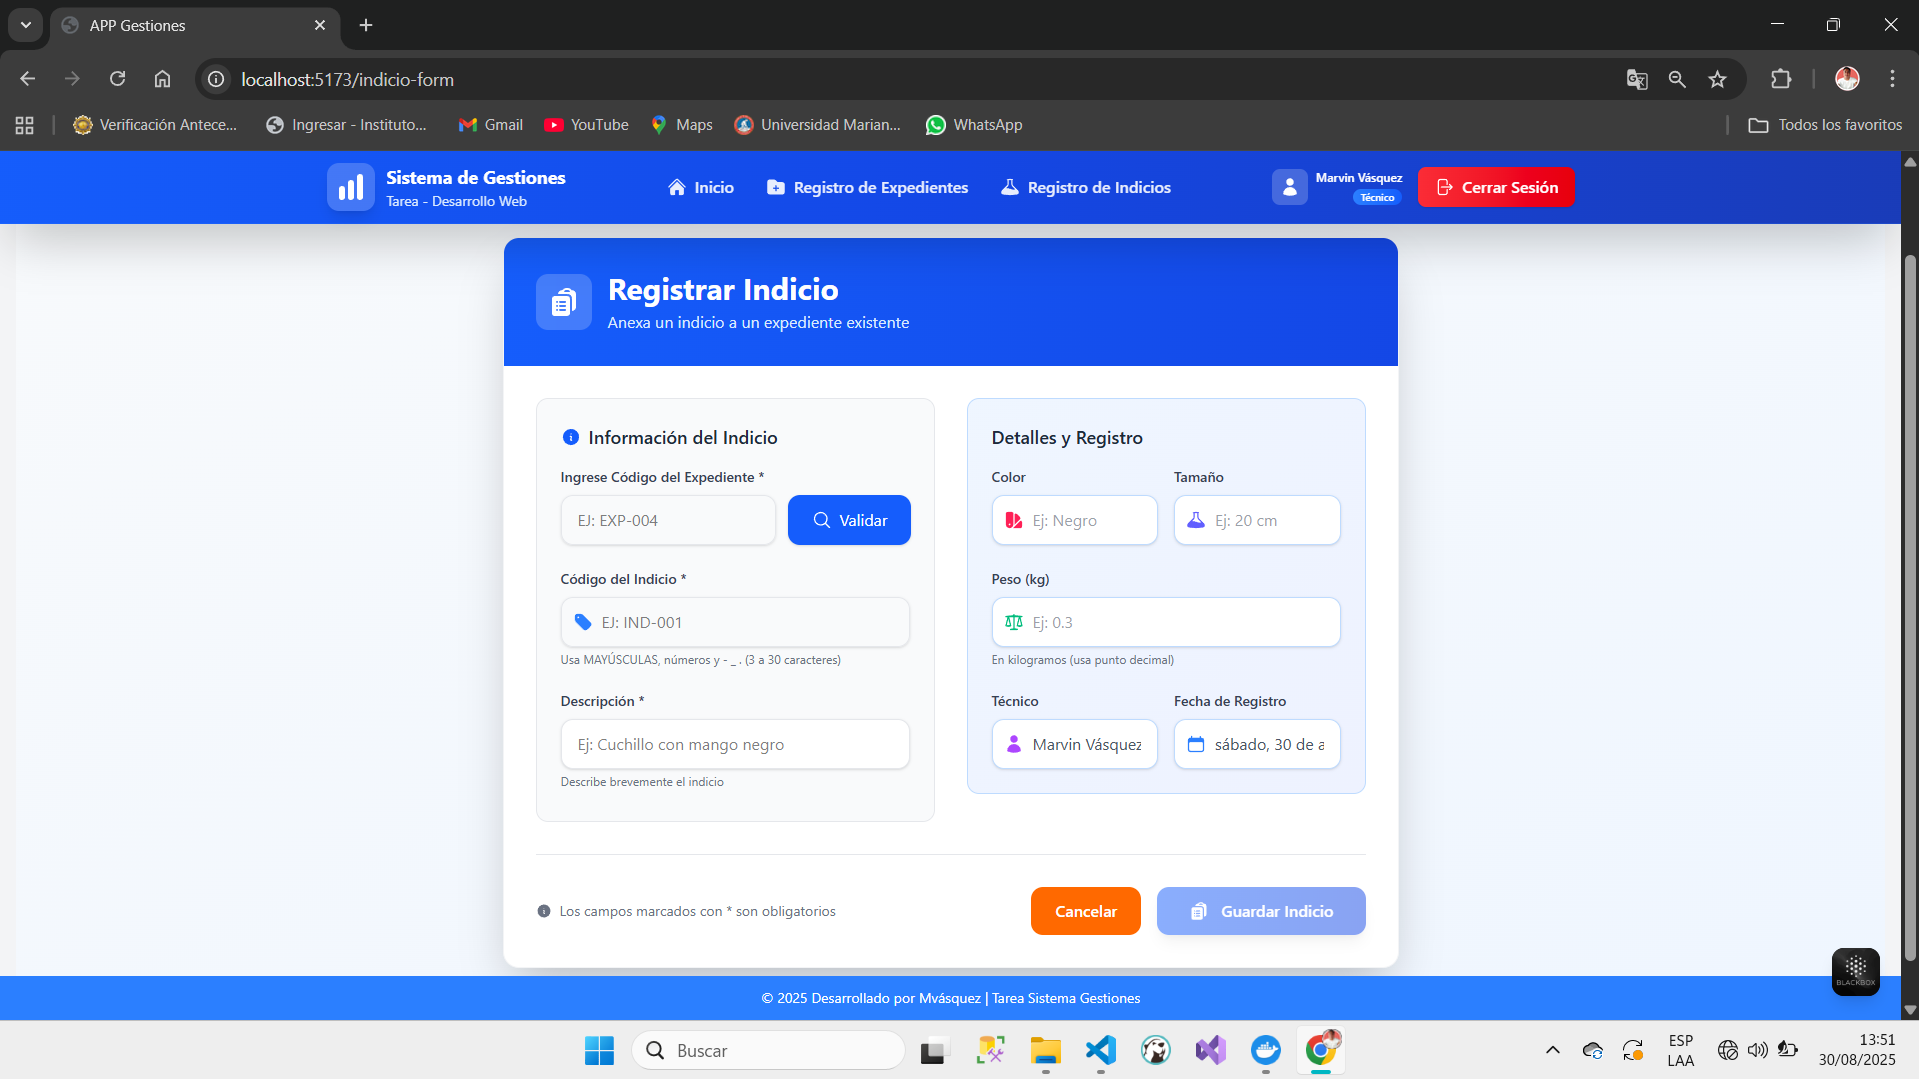 APP Gestiones
localhost:5173/indicio-form
Verificación Antece...
Ingresar - Instituto...
Gmail
YouTube
Maps
Universidad Marian...
WhatsApp
Todos los favoritos
Sistema de Gestiones
Tarea - Desarrollo Web
Inicio
Registro de Expedientes
Registro de Indicios
Marvin Vásquez
Técnico
Cerrar Sesión
Registrar Indicio
Anexa un indicio a un expediente existente
Información del Indicio
Ingrese Código del Expediente *
EJ: EXP-004
Validar
Código del Indicio *
EJ: IND-001
Usa MAYÚSCULAS, números y - _ . (3 a 30 caracteres)
Descripción *
Ej: Cuchillo con mango negro
Describe brevemente el indicio
Detalles y Registro
Color
Tamaño
Ej: Negro
Ej: 20 cm
Peso (kg)
Ej: 0.3
En kilogramos (usa punto decimal)
Técnico
Fecha de Registro
Marvin Vásquez
sábado, 30 de a
Los campos marcados con * son obligatorios
Cancelar
Guardar Indicio
BLACKBOX
© 2025 Desarrollado por Mvásquez | Tarea Sistema Gestiones
Buscar
ESP
LAA
13:51
30/08/2025